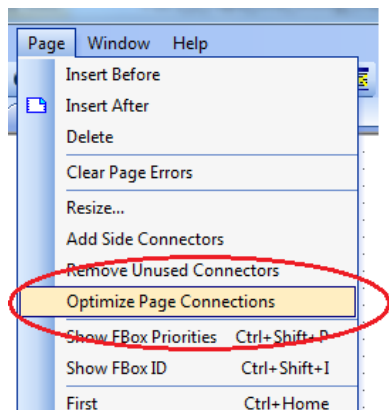 Page Window Help
Insert Before
Insert After
Delete
Clear Page Errors
Resize...
Add Side Connectors
Remove Unused Connectors
Optimize Page Connections
Show FBox Priorities Ctrl+Shift+P
Show FBox ID Ctrl+Shift+I
First Ctrl+Home